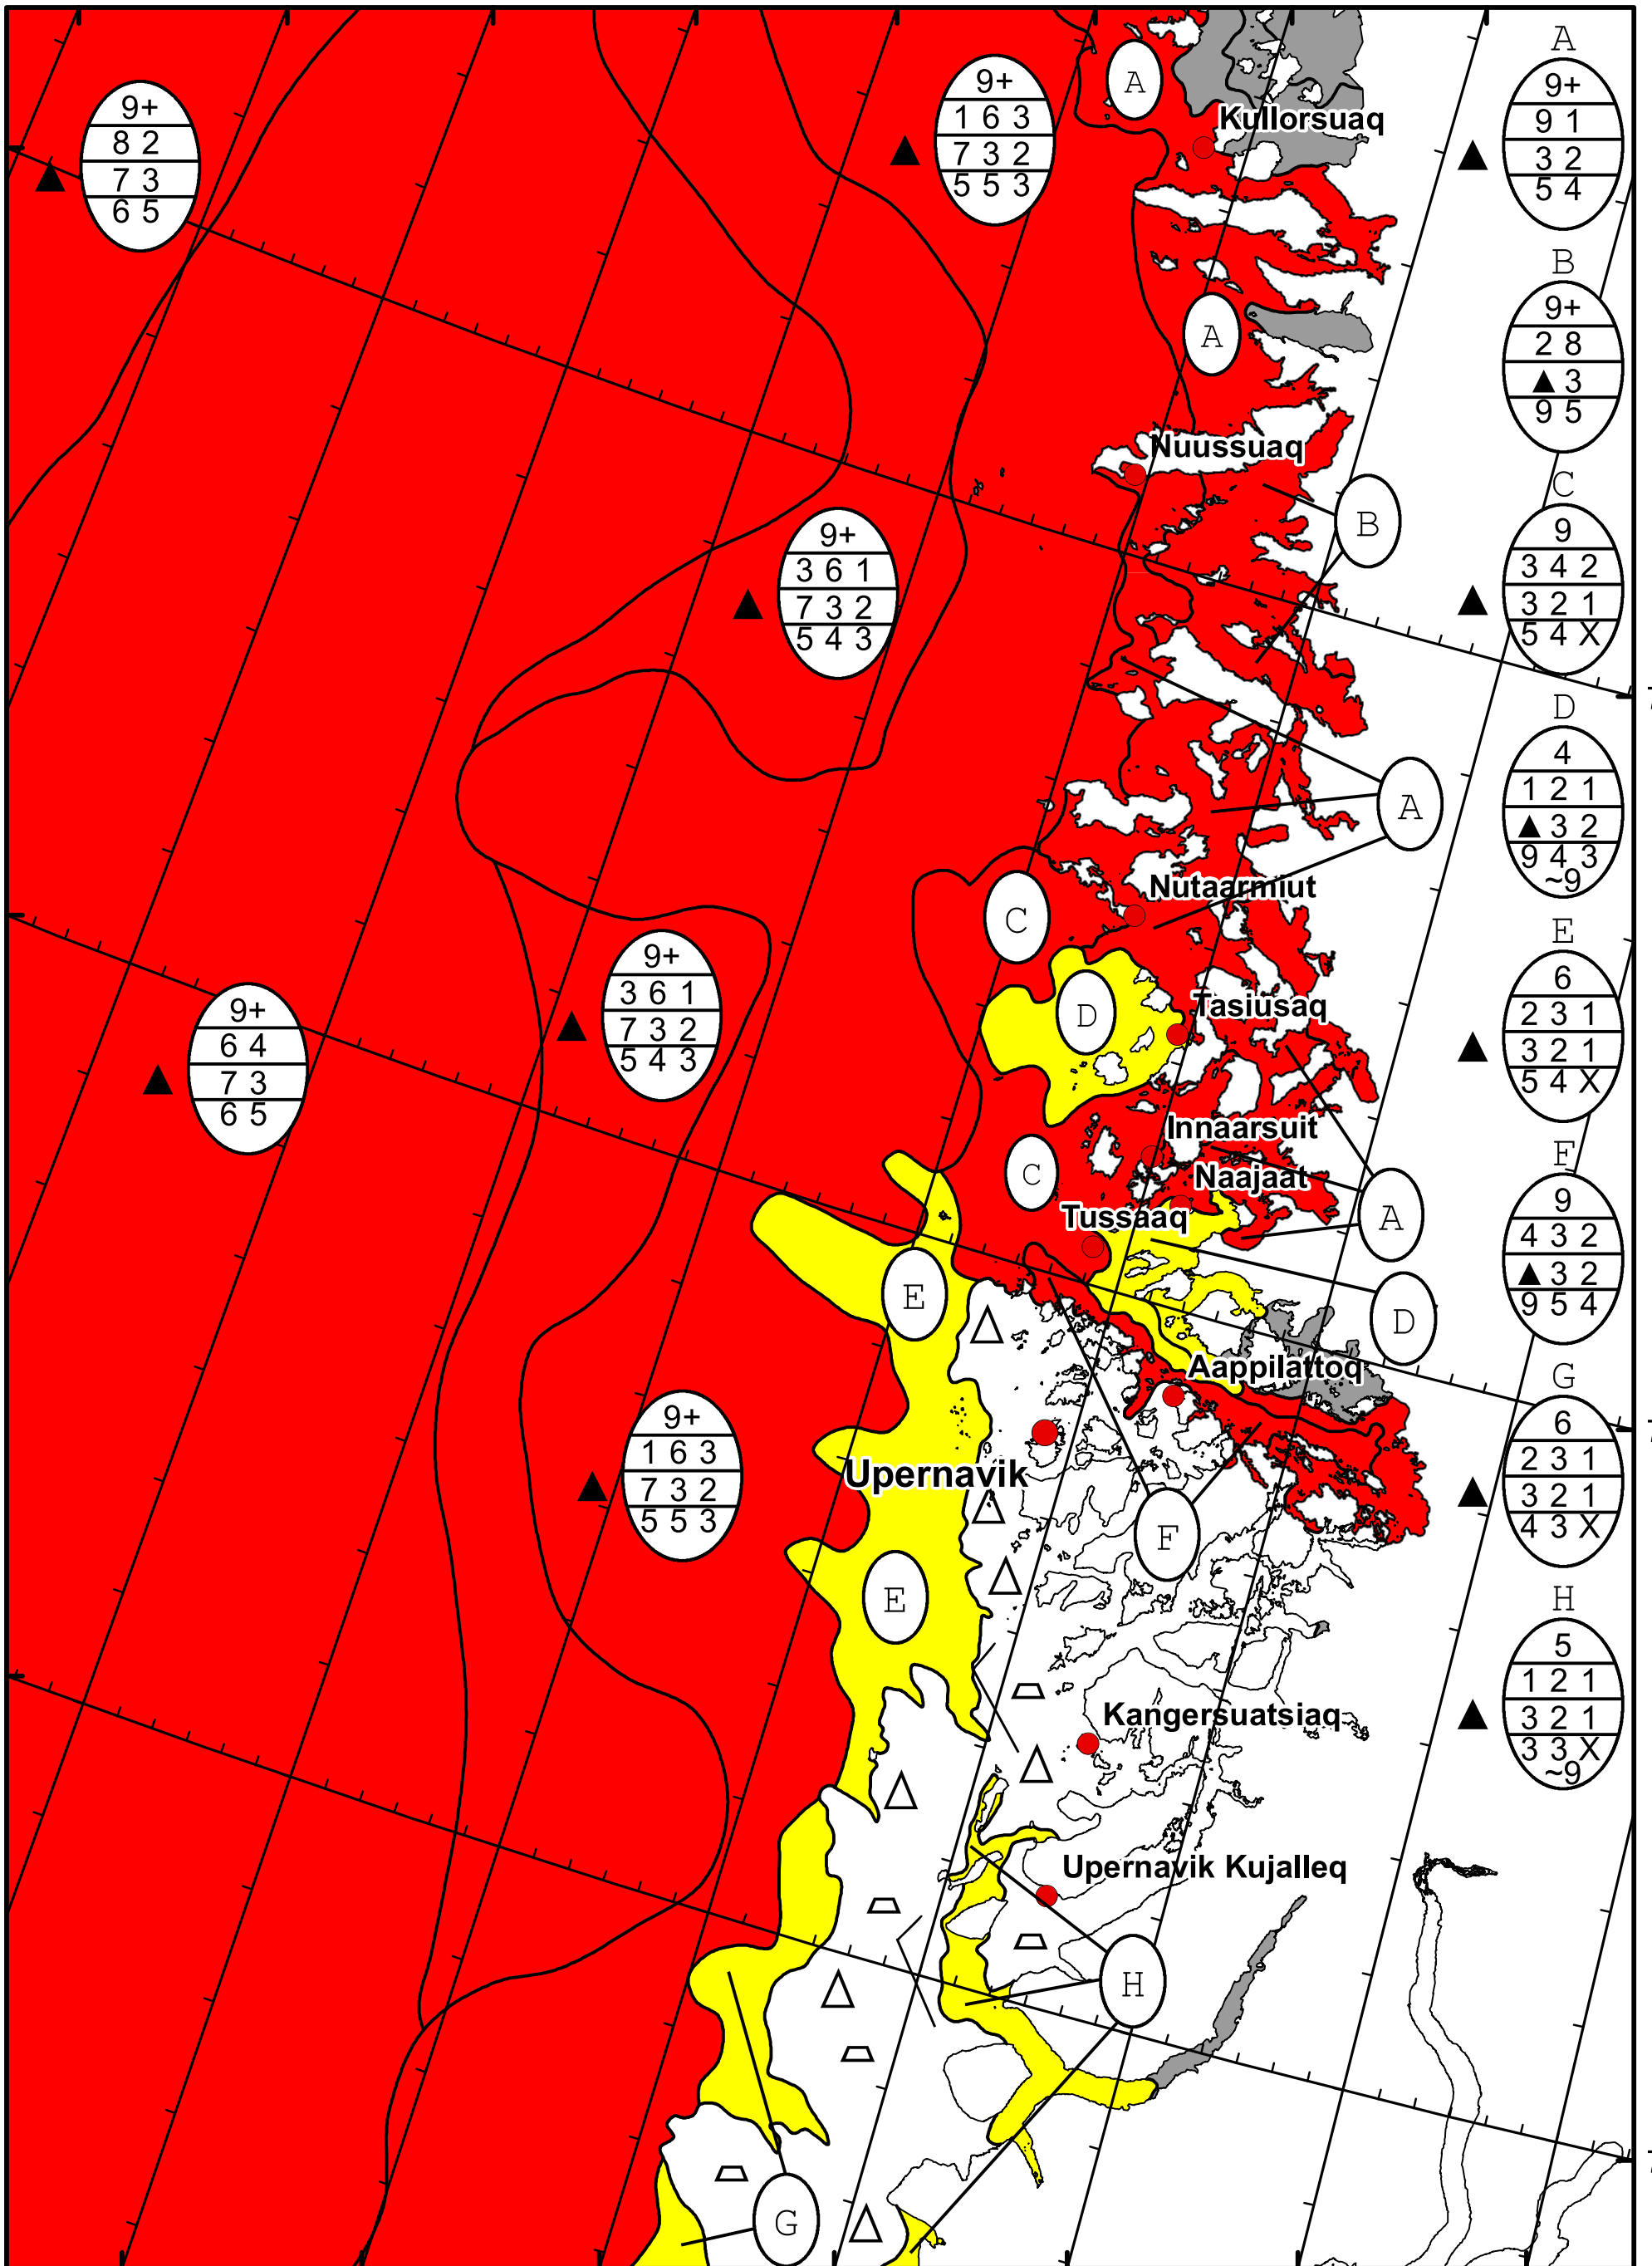 9+
8 2
7 3
6 5
9+
1 6 3
7 3 2
5 5 3
A
Kullorsuaq
A
9+
9 1
3 2
5 4
A
B
9+
2 8
▲ 3
9 5
Nuussuaq
B
C
9
3 4 2
3 2 1
5 4 X
9+
3 6 1
7 3 2
5 4 3
D
4
1 2 1
▲ 3 2
9 4 3
~9
A
Nutaarmiut
C
D
Tasiusaq
E
6
2 3 1
3 2 1
5 4 X
9+
3 6 1
7 3 2
5 4 3
9+
6 4
7 3
6 5
Innaarsuit
C
Naajaat
Tussaaq
A
F
9
4 3 2
▲ 3 2
9 5 4
E
D
Aappilattoq
G
6
2 3 1
3 2 1
4 3 X
9+
1 6 3
7 3 2
5 5 3
Upernavik
F
E
H
5
1 2 1
3 2 1
3 3 X
~9
Kangersuatsiaq
Upernavik Kujalleq
H
G